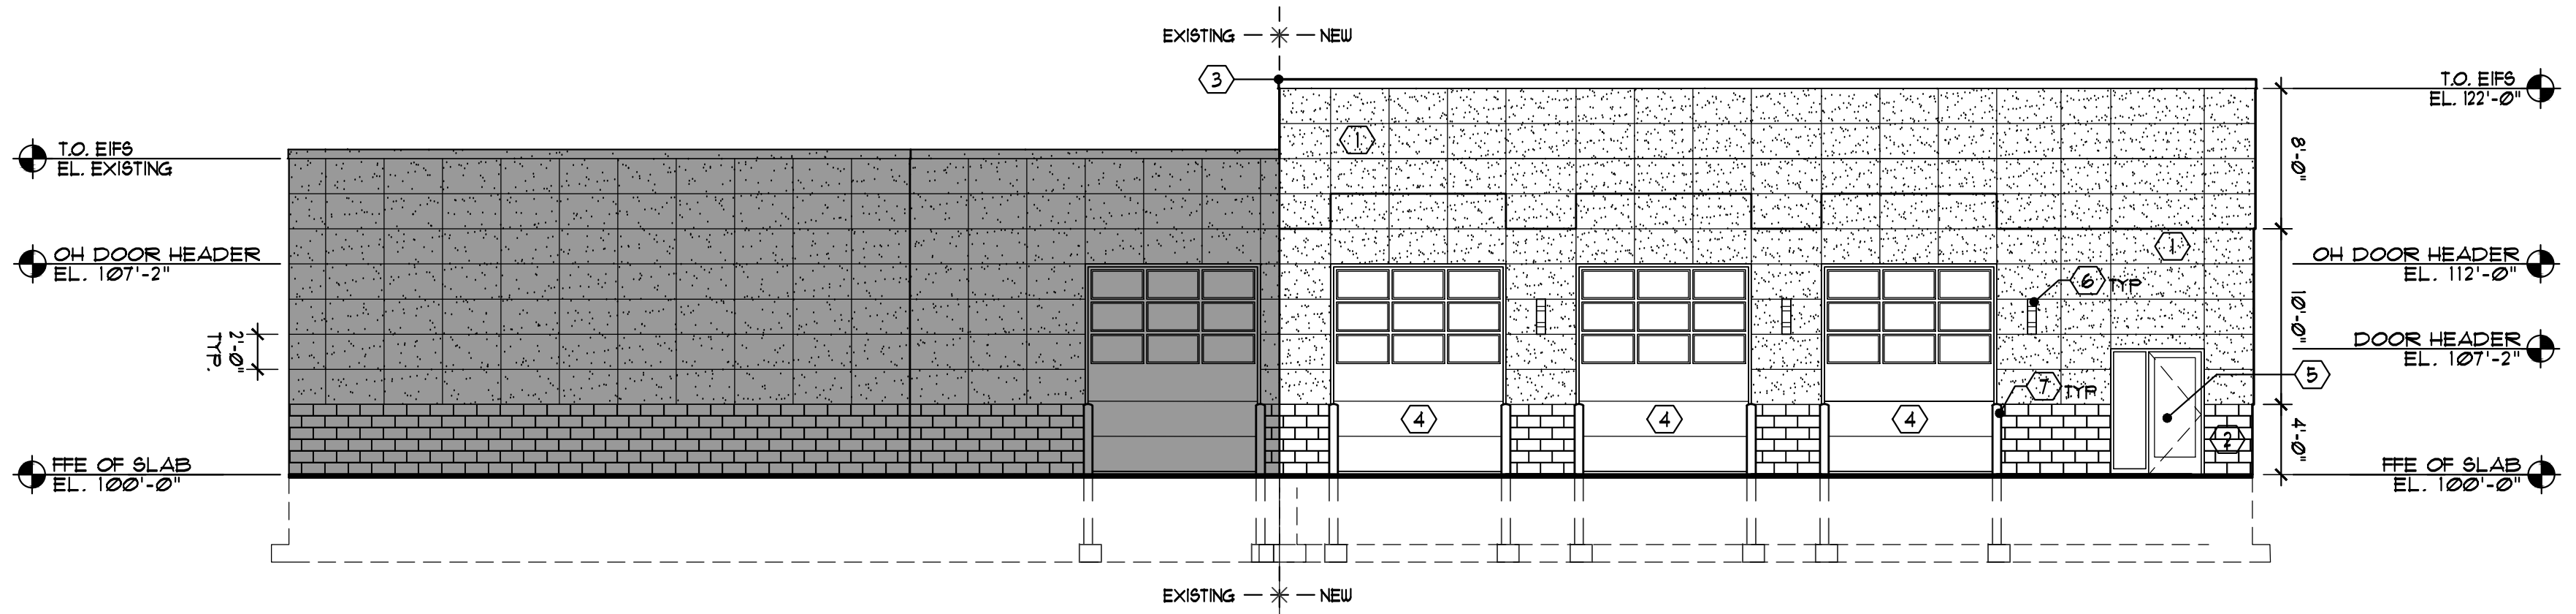 EXISTING NEW
3
T.O. EIFS
EL. 122'-0"
1
8'-0"
T.O. EIFS
EL. EXISTING
OH DOOR HEADER
EL. 107'-2"
1
OH DOOR HEADER
EL. 112'-0"
6 TYP
10'-0"
2'-0"
TYP.
DOOR HEADER
EL. 107'-2"
5
7 TYP
4 4 4
2
4'-0"
FFE OF SLAB
EL. 100'-0"
FFE OF SLAB
EL. 100'-0"
EXISTING NEW